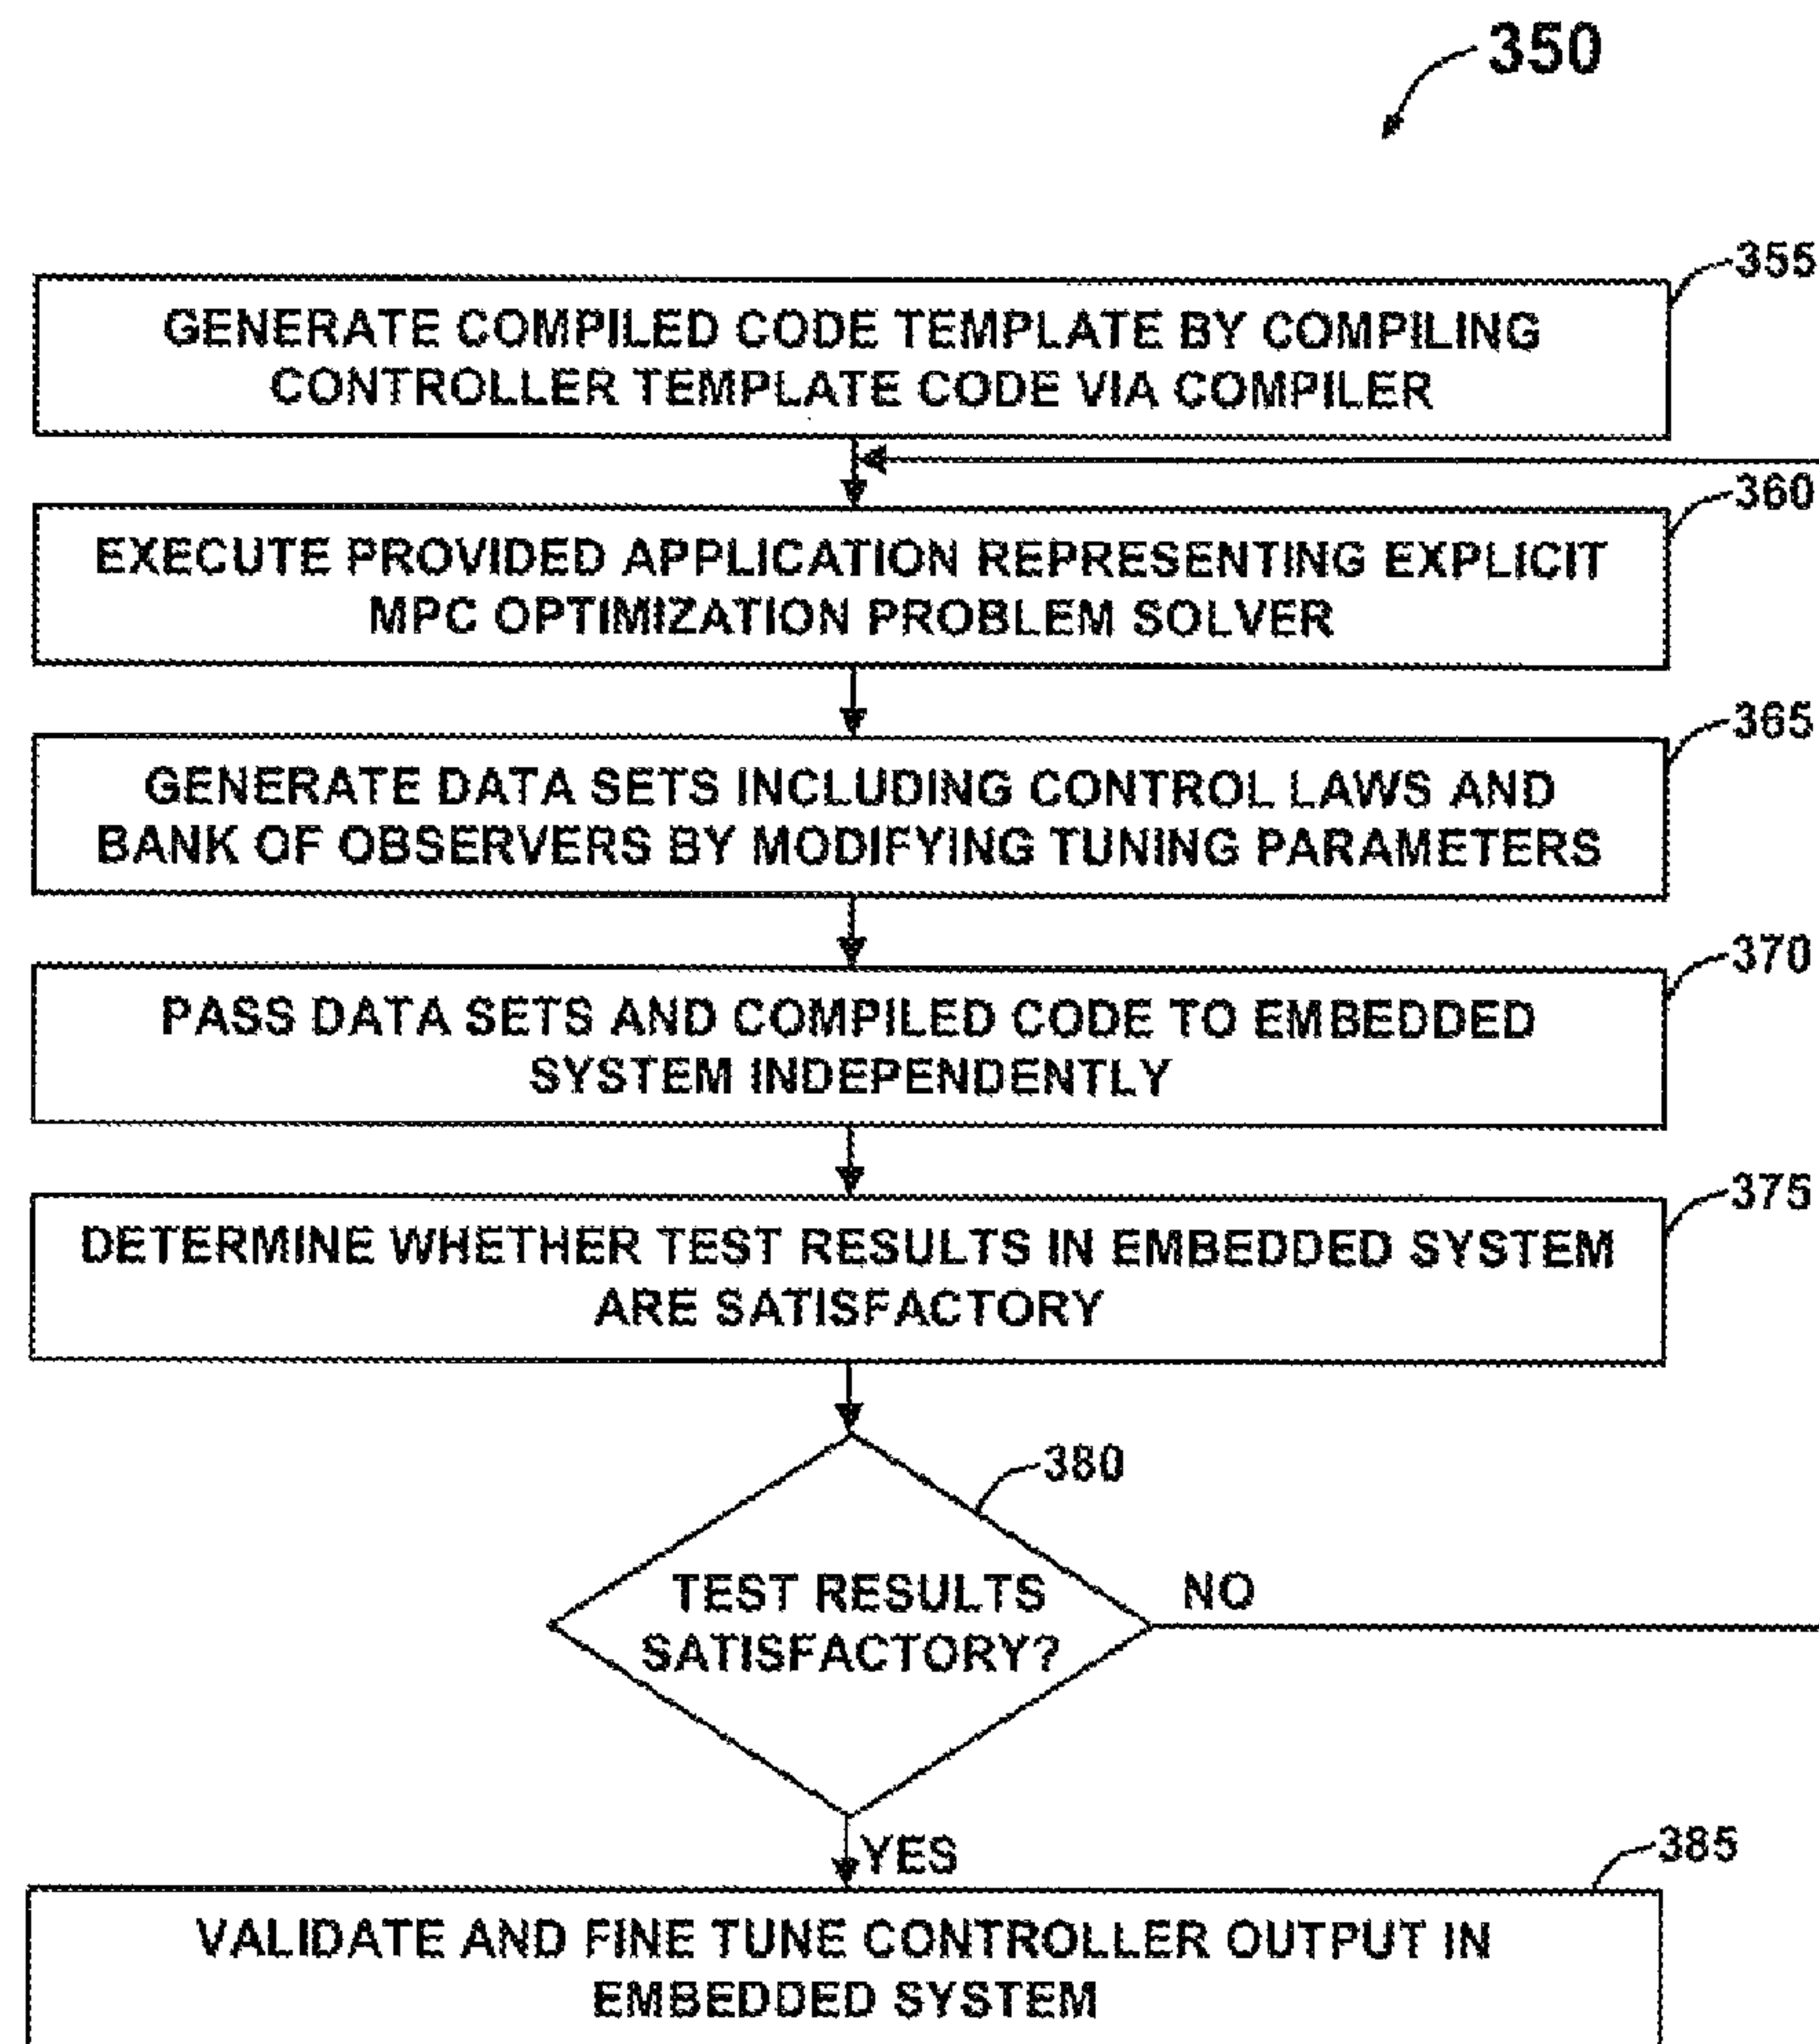 350
355
GENERATE COMPILED CODE TEMPLATE BY COMPILING
CONTROLLER TEMPLATE CODE VIA COMPILER
360
EXECUTE PROVIDED APPLICATION REPRESENTING EXPLICIT
MPC OPTIMIZATION PROBLEM SOLVER
365
GENERATE DATA SETS INCLUDING CONTROL LAWS AND
BANK OF OBSERVERS BY MODIFYING TUNING PARAMETERS
370
PASS DATA SETS AND COMPILED CODE TO EMBEDDED
SYSTEM INDEPENDENTLY
375
DETERMINE WHETHER TEST RESULTS IN EMBEDDED SYSTEM
ARE SATISFACTORY
380
TEST RESULTS
SATISFACTORY?
NO
YES
385
VALIDATE AND FINE TUNE CONTROLLER OUTPUT IN
EMBEDDED SYSTEM